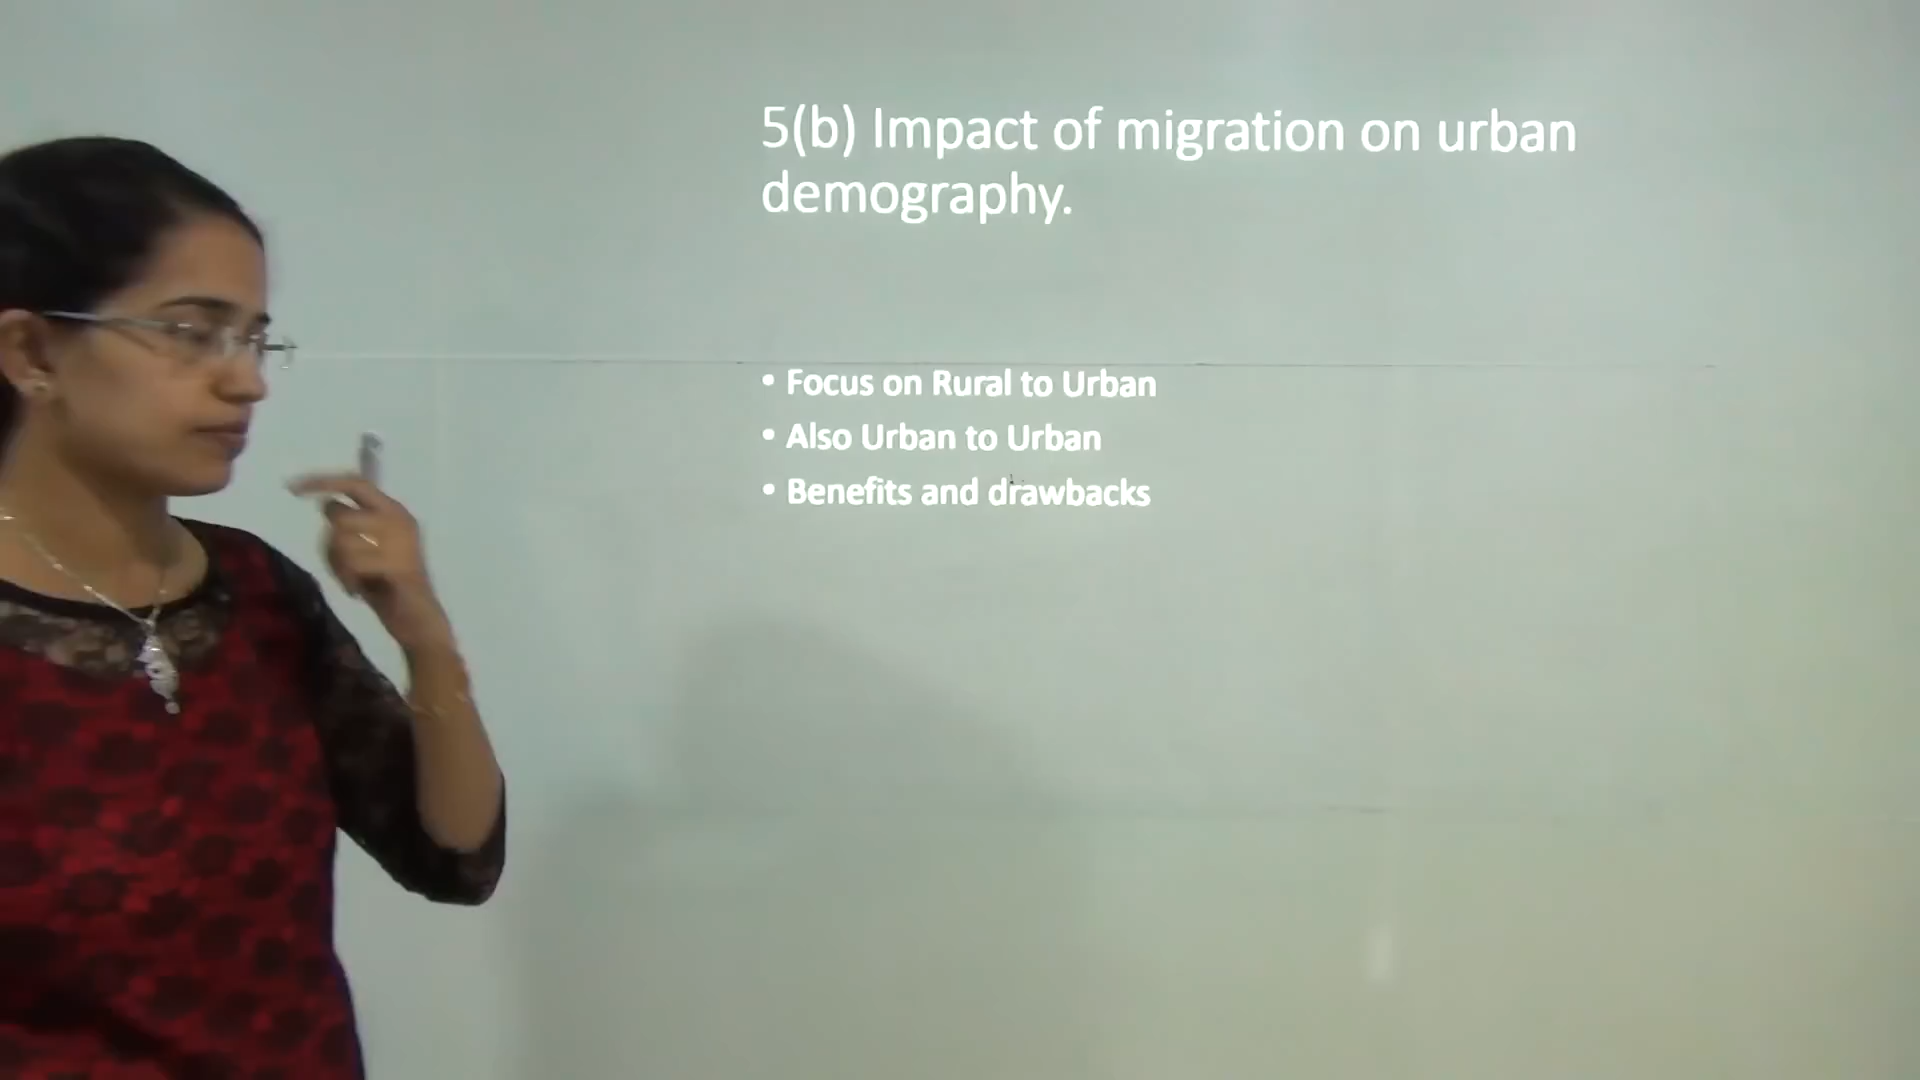 5(b) Impact of migration on urban
demography.
• Focus on Rural to Urban
• Also Urban to Urban
• Benefits and drawbacks